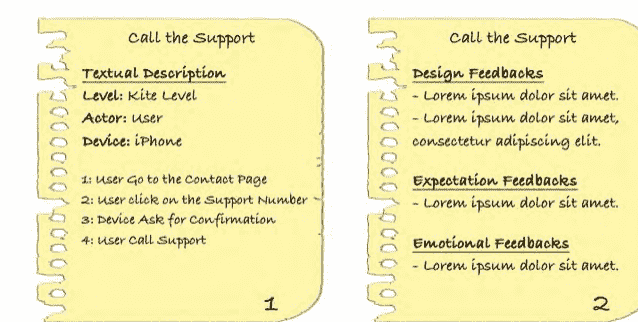 Call the Support
Textual Description
Level: Kite Level
Actor: User
Device: iPhone
1: User Go to the Contact Page
2: User click on the Support Number
3: Device Ask for Confirmation
4: User Call Support
1
Call the Support
Design Feedbacks
- Lorem ipsum dolor sit amet.
- Lorem ipsum dolor sit amet,
consectetur adipiscing elit.
Expectation Feedbacks
- Lorem ipsum dolor sit amet.
Emotional Feedbacks
- Lorem ipsum dolor sit amet.
2